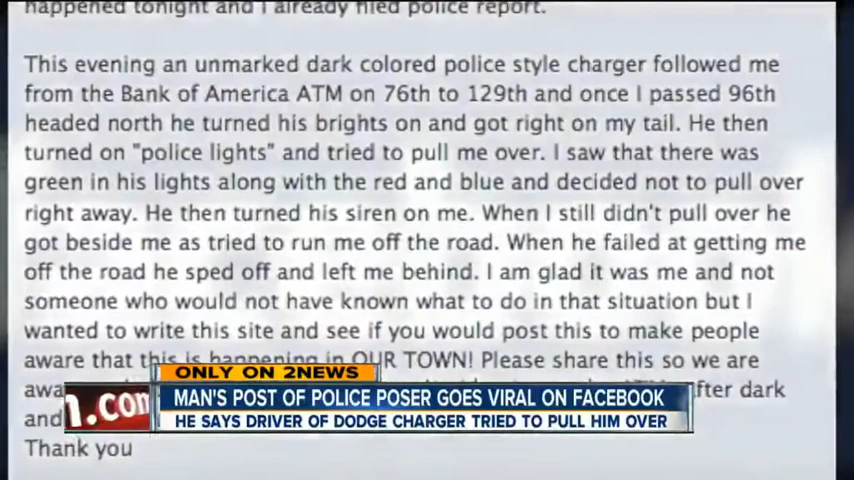 happened tonight and I already filed police report.
This evening an unmarked dark colored police style charger followed me
from the Bank of America ATM on 76th to 129th and once I passed 96th
headed north he turned his brights on and got right on my tail. He then
turned on "police lights" and tried to pull me over. I saw that there was
green in his lights along with the red and blue and decided not to pull over
right away. He then turned his siren on me. When I still didn't pull over he
got beside me as tried to run me off the road. When he failed at getting me
off the road he sped off and left me behind. I am glad it was me and not
someone who would not have known what to do in that situation but I
wanted to write this site and see if you would post this to make people
aware that this is happening in OUR TOWN! Please share this so we are
after dark
and
Thank you
ONLY ON 2NEWS
1.com
MAN'S POST OF POLICE POSER GOES VIRAL ON FACEBOOK
HE SAYS DRIVER OF DODGE CHARGER TRIED TO PULL HIM OVER